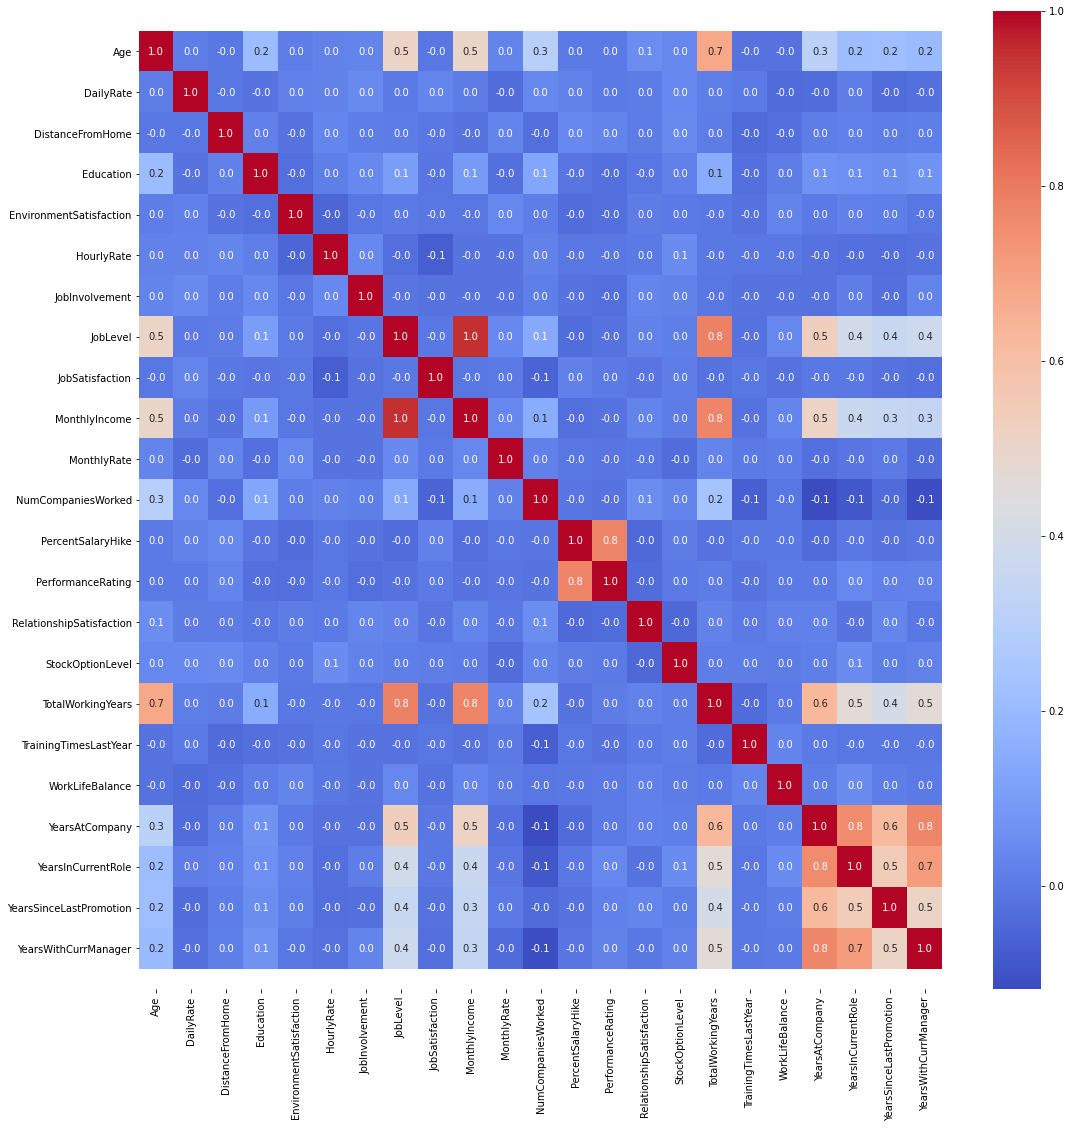 Age 1.0 0.0 -0.0 0.2 0.0 0.0 0.0 0.5 -0.0 0.5 0.0 0.3 0.0 0.0 0.1 0.0 0.7 -0.0 -0.0 0.3 0.2 0.2 0.2
DailyRate 0.0 1.0 -0.0 -0.0 0.0 0.0 0.0 0.0 0.0 0.0 -0.0 0.0 0.0 0.0 0.0 0.0 0.0 0.0 -0.0 -0.0 0.0 -0.0 -0.0
DistanceFromHome -0.0 -0.0 1.0 0.0 -0.0 0.0 0.0 0.0 -0.0 -0.0 0.0 -0.0 0.0 0.0 0.0 0.0 0.0 -0.0 -0.0 0.0 0.0 0.0 0.0
Education 0.2 -0.0 0.0 1.0 -0.0 0.0 0.0 0.1 -0.0 0.1 -0.0 0.1 -0.0 -0.0 -0.0 0.0 0.1 -0.0 0.0 0.1 0.1 0.1 0.1
EnvironmentSatisfaction 0.0 0.0 -0.0 -0.0 1.0 -0.0 -0.0 0.0 -0.0 -0.0 0.0 0.0 -0.0 -0.0 0.0 0.0 -0.0 -0.0 0.0 0.0 0.0 0.0 -0.0
HourlyRate 0.0 0.0 0.0 0.0 -0.0 1.0 0.0 -0.0 -0.1 -0.0 -0.0 0.0 -0.0 -0.0 0.0 0.1 -0.0 -0.0 -0.0 -0.0 -0.0 -0.0 -0.0
JobInvolvement 0.0 0.0 0.0 0.0 -0.0 0.0 1.0 -0.0 -0.0 -0.0 -0.0 0.0 -0.0 -0.0 0.0 0.0 -0.0 -0.0 -0.0 -0.0 0.0 -0.0 0.0
JobLevel 0.5 0.0 0.0 0.1 0.0 -0.0 -0.0 1.0 -0.0 1.0 0.0 0.1 -0.0 -0.0 0.0 0.0 0.8 -0.0 0.0 0.5 0.4 0.4 0.4
JobSatisfaction -0.0 0.0 -0.0 -0.0 -0.0 -0.1 -0.0 -0.0 1.0 -0.0 0.0 -0.1 0.0 0.0 -0.0 0.0 -0.0 -0.0 -0.0 -0.0 -0.0 -0.0 -0.0
MonthlyIncome 0.5 0.0 -0.0 0.1 -0.0 -0.0 -0.0 1.0 -0.0 1.0 0.0 0.1 -0.0 -0.0 0.0 0.0 0.8 -0.0 0.0 0.5 0.4 0.3 0.3
MonthlyRate 0.0 -0.0 0.0 -0.0 0.0 -0.0 -0.0 0.0 0.0 0.0 1.0 0.0 -0.0 -0.0 -0.0 -0.0 0.0 0.0 0.0 -0.0 -0.0 0.0 -0.0
NumCompaniesWorked 0.3 0.0 -0.0 0.1 0.0 0.0 0.0 0.1 -0.1 0.1 0.0 1.0 -0.0 -0.0 0.1 0.0 0.2 -0.1 -0.0 -0.1 -0.1 -0.0 -0.1
PercentSalaryHike 0.0 0.0 0.0 -0.0 -0.0 -0.0 -0.0 -0.0 0.0 -0.0 -0.0 -0.0 1.0 0.8 -0.0 0.0 -0.0 -0.0 -0.0 -0.0 -0.0 -0.0 -0.0
PerformanceRating 0.0 0.0 0.0 -0.0 -0.0 -0.0 -0.0 -0.0 0.0 -0.0 -0.0 -0.0 0.8 1.0 -0.0 0.0 0.0 -0.0 0.0 0.0 0.0 0.0 0.0
RelationshipSatisfaction 0.1 0.0 0.0 -0.0 0.0 0.0 0.0 0.0 -0.0 0.0 -0.0 0.1 -0.0 -0.0 1.0 -0.0 0.0 0.0 0.0 0.0 -0.0 0.0 -0.0
StockOptionLevel 0.0 0.0 0.0 0.0 0.0 0.1 0.0 0.0 0.0 0.0 -0.0 0.0 0.0 0.0 -0.0 1.0 0.0 0.0 0.0 0.0 0.1 0.0 0.0
TotalWorkingYears 0.7 0.0 0.0 0.1 -0.0 -0.0 -0.0 0.8 -0.0 0.8 0.0 0.2 -0.0 0.0 0.0 0.0 1.0 -0.0 0.0 0.6 0.5 0.4 0.5
TrainingTimesLastYear -0.0 0.0 -0.0 -0.0 -0.0 -0.0 -0.0 -0.0 -0.0 -0.0 0.0 -0.1 -0.0 -0.0 0.0 0.0 -0.0 1.0 0.0 0.0 -0.0 -0.0 -0.0
WorkLifeBalance -0.0 -0.0 -0.0 0.0 0.0 -0.0 -0.0 0.0 -0.0 0.0 0.0 -0.0 -0.0 0.0 0.0 0.0 0.0 0.0 1.0 0.0 0.0 0.0 0.0
YearsAtCompany 0.3 -0.0 0.0 0.1 0.0 -0.0 -0.0 0.5 -0.0 0.5 -0.0 -0.1 -0.0 0.0 0.0 0.0 0.6 0.0 0.0 1.0 0.8 0.6 0.8
YearsInCurrentRole 0.2 0.0 0.0 0.1 0.0 -0.0 0.0 0.4 -0.0 0.4 -0.0 -0.1 -0.0 0.0 -0.0 0.1 0.5 -0.0 0.0 0.8 1.0 0.5 0.7
YearsSinceLastPromotion 0.2 -0.0 0.0 0.1 0.0 -0.0 -0.0 0.4 -0.0 0.3 0.0 -0.0 -0.0 0.0 0.0 0.0 0.4 -0.0 0.0 0.6 0.5 1.0 0.5
YearsWithCurrManager 0.2 -0.0 0.0 0.1 -0.0 -0.0 0.0 0.4 -0.0 0.3 -0.0 -0.1 -0.0 0.0 -0.0 0.0 0.5 -0.0 0.0 0.8 0.7 0.5 1.0
Age
DailyRate
DistanceFromHome
Education
EnvironmentSatisfaction
HourlyRate
JobInvolvement
JobLevel
JobSatisfaction
MonthlyIncome
MonthlyRate
NumCompaniesWorked
PercentSalaryHike
PerformanceRating
RelationshipSatisfaction
StockOptionLevel
TotalWorkingYears
TrainingTimesLastYear
WorkLifeBalance
YearsAtCompany
YearsInCurrentRole
YearsSinceLastPromotion
YearsWithCurrManager
1.0
0.8
0.6
0.4
0.2
0.0